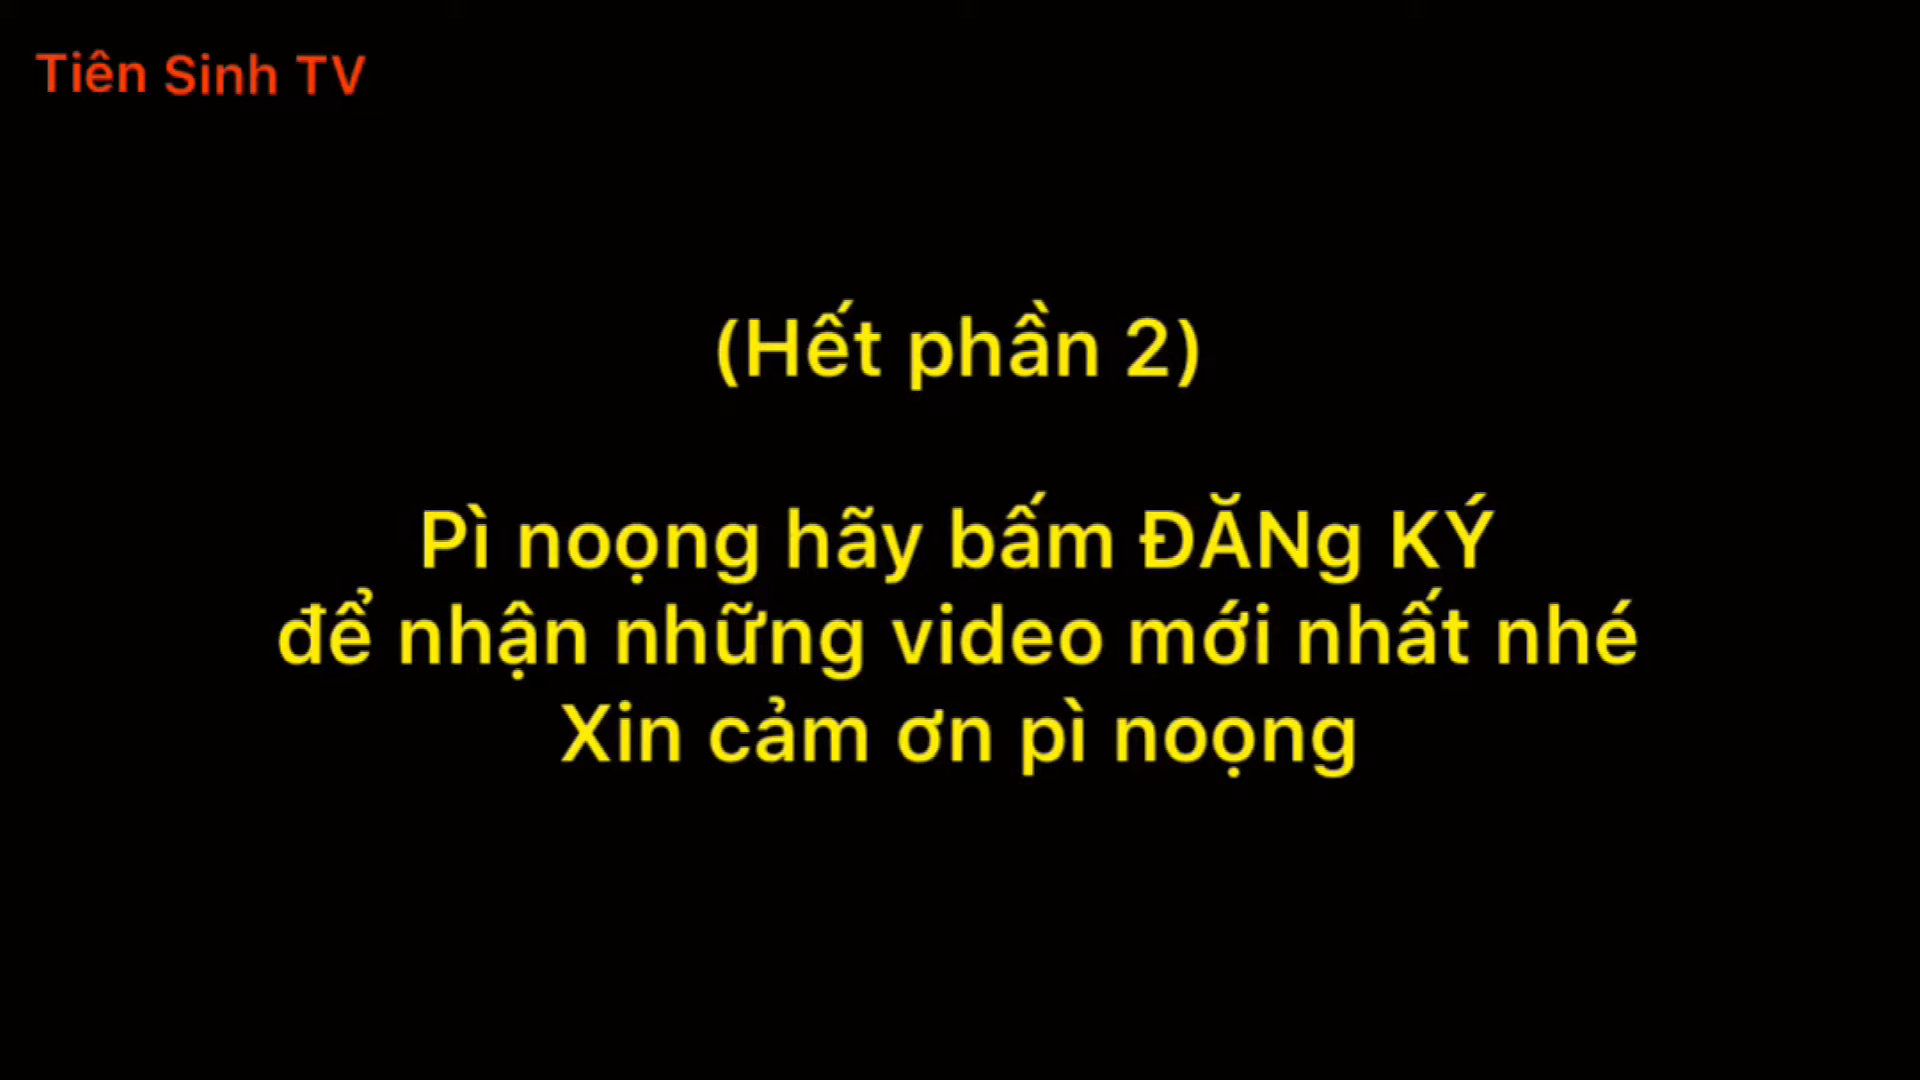 Tiên Sinh TV
(Hết phần 2)
Pì noọng hãy bấm ĐĂNg KÝ
để nhận những video mới nhất nhé
Xin cảm ơn pì noọng